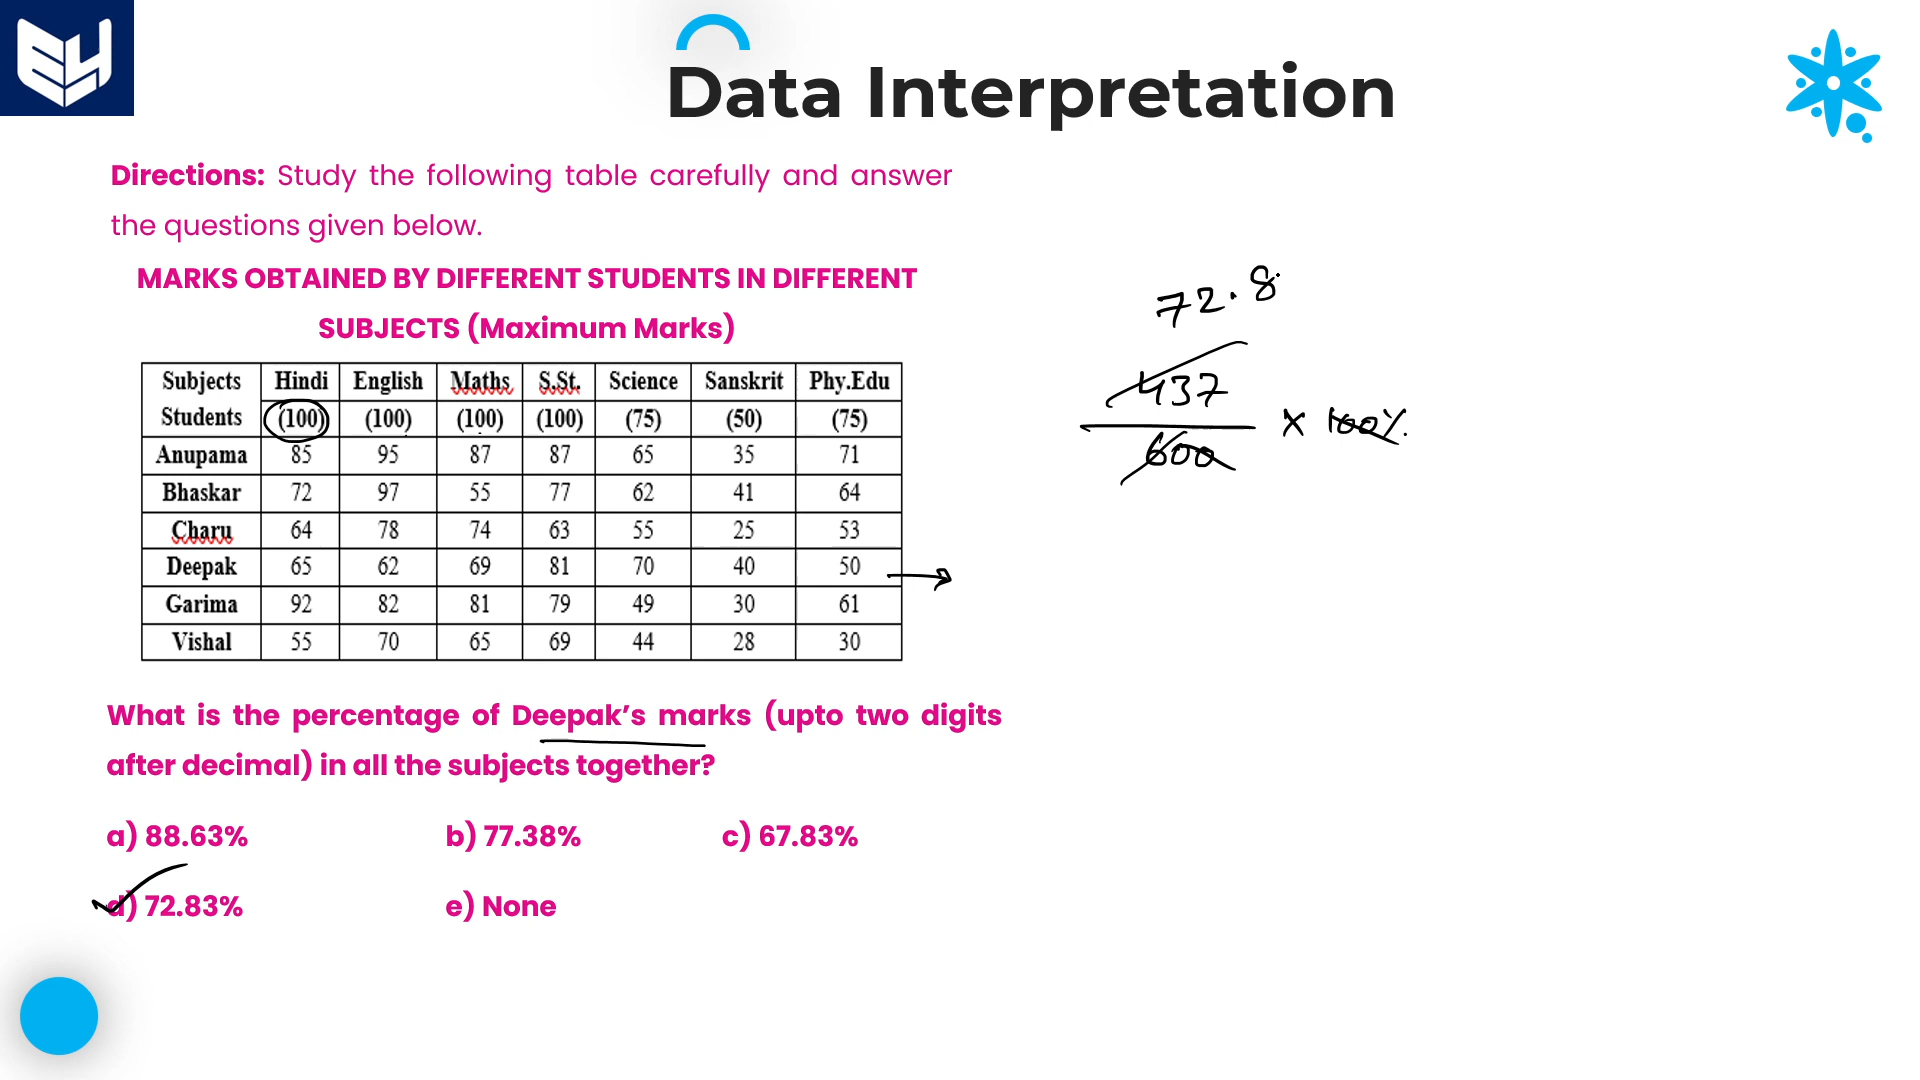 EY
Data Interpretation
Directions: Study the following table carefully and answer
the questions given below.
MARKS OBTAINED BY DIFFERENT STUDENTS IN DIFFERENT
SUBJECTS (Maximum Marks)
Subjects Hindi English Maths S.St. Science Sanskrit Phy.Edu
Students (100) (100) (100) (100) (75) (50) (75)
Anupama 85 95 87 87 65 35 71
Bhaskar 72 97 55 77 62 41 64
Charu 64 78 74 63 55 25 53
Deepak 65 62 69 81 70 40 50
Garima 92 82 81 79 49 30 61
Vishal 55 70 65 69 44 28 30
What is the percentage of Deepak’s marks (upto two digits
after decimal) in all the subjects together?
a) 88.63% b) 77.38% c) 67.83%
d) 72.83% e) None
72.8
437
600 × 100%